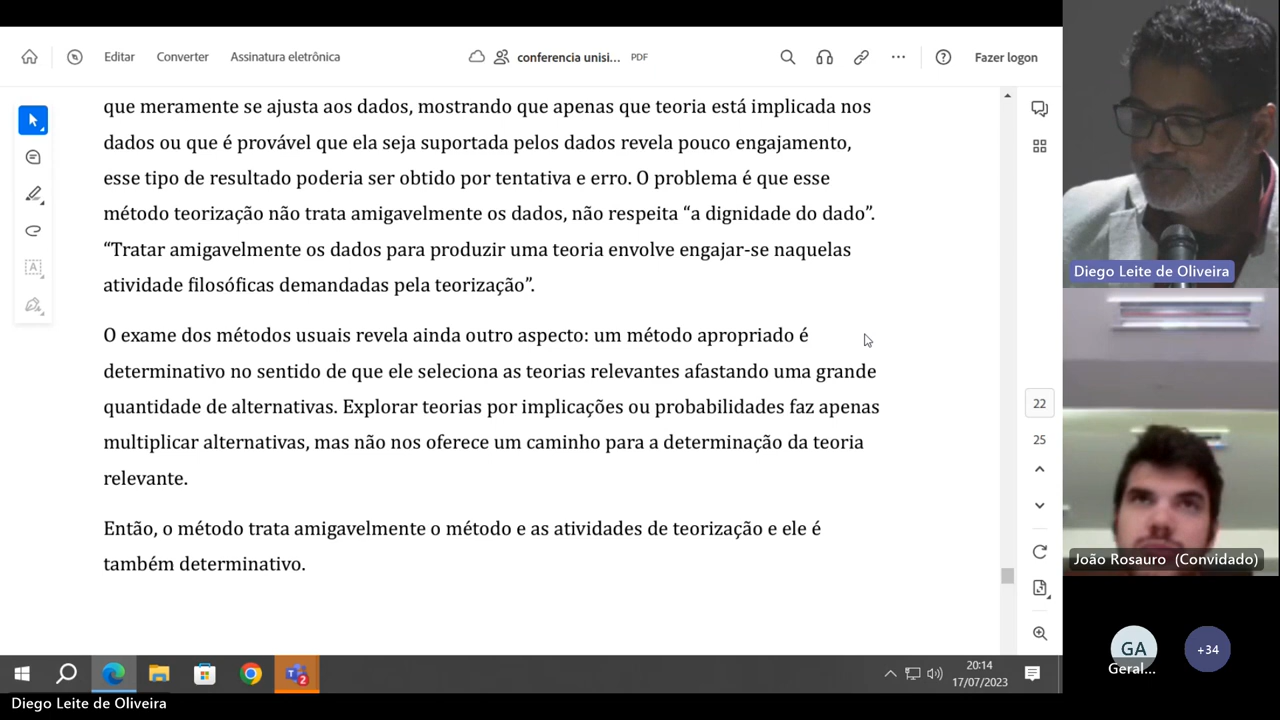 Editar Converter Assinatura eletrônica conferencia unisi... PDF Fazer logon
que meramente se ajusta aos dados, mostrando que apenas que teoria está implicada nos
dados ou que é provável que ela seja suportada pelos dados revela pouco engajamento,
esse tipo de resultado poderia ser obtido por tentativa e erro. O problema é que esse
método teorização não trata amigavelmente os dados, não respeita “a dignidade do dado”.
“Tratar amigavelmente os dados para produzir uma teoria envolve engajar-se naquelas
atividade filosóficas demandadas pela teorização”.
O exame dos métodos usuais revela ainda outro aspecto: um método apropriado é
determinativo no sentido de que ele seleciona as teorias relevantes afastando uma grande
quantidade de alternativas. Explorar teorias por implicações ou probabilidades faz apenas
multiplicar alternativas, mas não nos oferece um caminho para a determinação da teoria
relevante.
Então, o método trata amigavelmente o método e as atividades de teorização e ele é
também determinativo.
22
25
Diego Leite de Oliveira
João Rosauro (Convidado)
GA
Geral...
+34
20:14
17/07/2023
Diego Leite de Oliveira